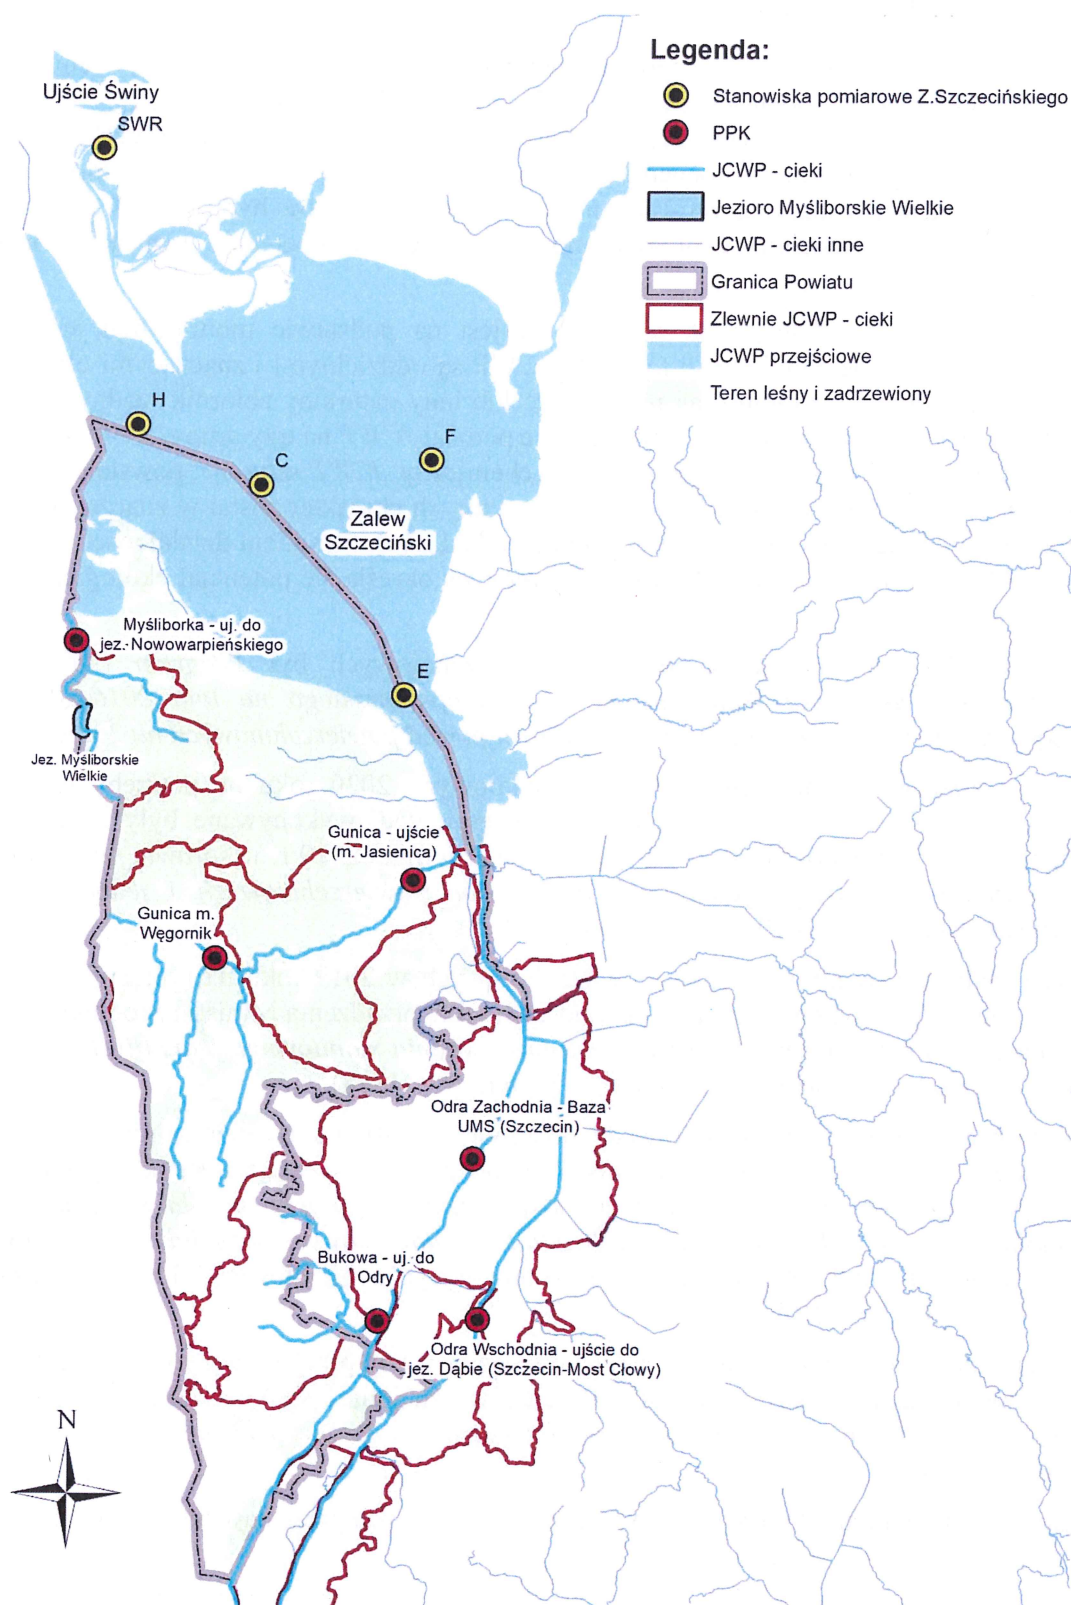 Legenda:
Stanowiska pomiarowe Z.Szczecińskiego
PPK
JCWP - cieki
Jezioro Myśliborskie Wielkie
JCWP - cieki inne
Granica Powiatu
Zlewnie JCWP - cieki
JCWP przejściowe
Teren leśny i zadrzewiony
Ujście Świny
SWR
H
F
C
Zalew
Szczeciński
Myśliborka - uj. do
jez. Nowowarpieńskiego
E
Jez. Myśliborskie
Wielkie
Gunica - ujście
(m. Jasienica)
Gunica m.
Węgornik
Odra Zachodnia - Baza
UMS (Szczecin)
Bukowa - uj. do
Odry
Odra Wschodnia - ujście do
jez. Dąbie (Szczecin-Most Cłowy)
N